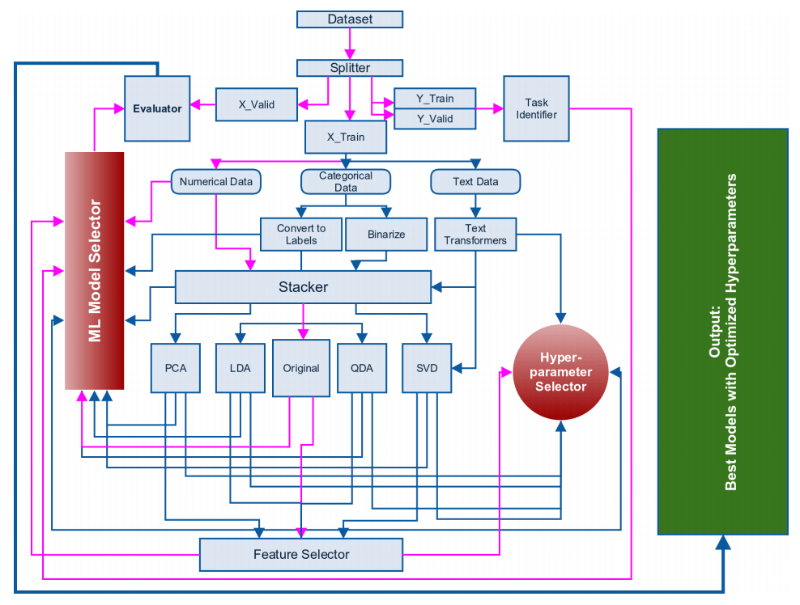 Dataset
Splitter
Evaluator
X_Valid
Y_Train
Y_Valid
Task
Identifier
X_Train
Numerical Data
Categorical
Data
Text Data
Convert to
Labels
Binarize
Text
Transformers
ML Model Selector
Stacker
PCA
LDA
Original
QDA
SVD
Hyper-
parameter
Selector
Feature Selector
Output:
Best Models with Optimized Hyperparameters